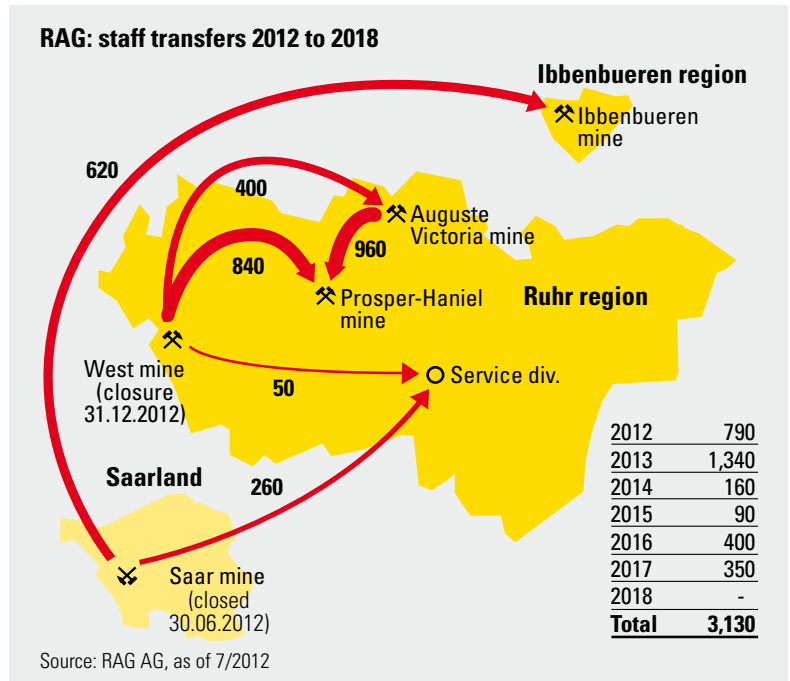 RAG: staff transfers 2012 to 2018
Ibbenbueren region
Ibbenbueren
mine
620
400
Auguste
Victoria mine
960
840
Prosper-Haniel
mine
Ruhr region
West mine
(closure
31.12.2012)
50
Service div.
Saarland
260
Saar mine
(closed
30.06.2012)
2012 790
2013 1,340
2014 160
2015 90
2016 400
2017 350
2018 -
Total 3,130
Source: RAG AG, as of 7/2012